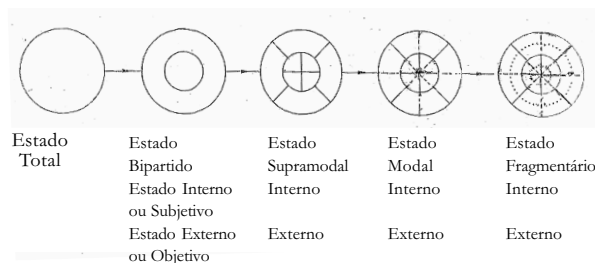 Estado
Total
Estado
Bipartido
Estado Interno
ou Subjetivo
Estado Externo
ou Objetivo
Estado
Supramodal
Interno
Externo
Estado
Modal
Interno
Externo
Estado
Fragmentário
Interno
Externo